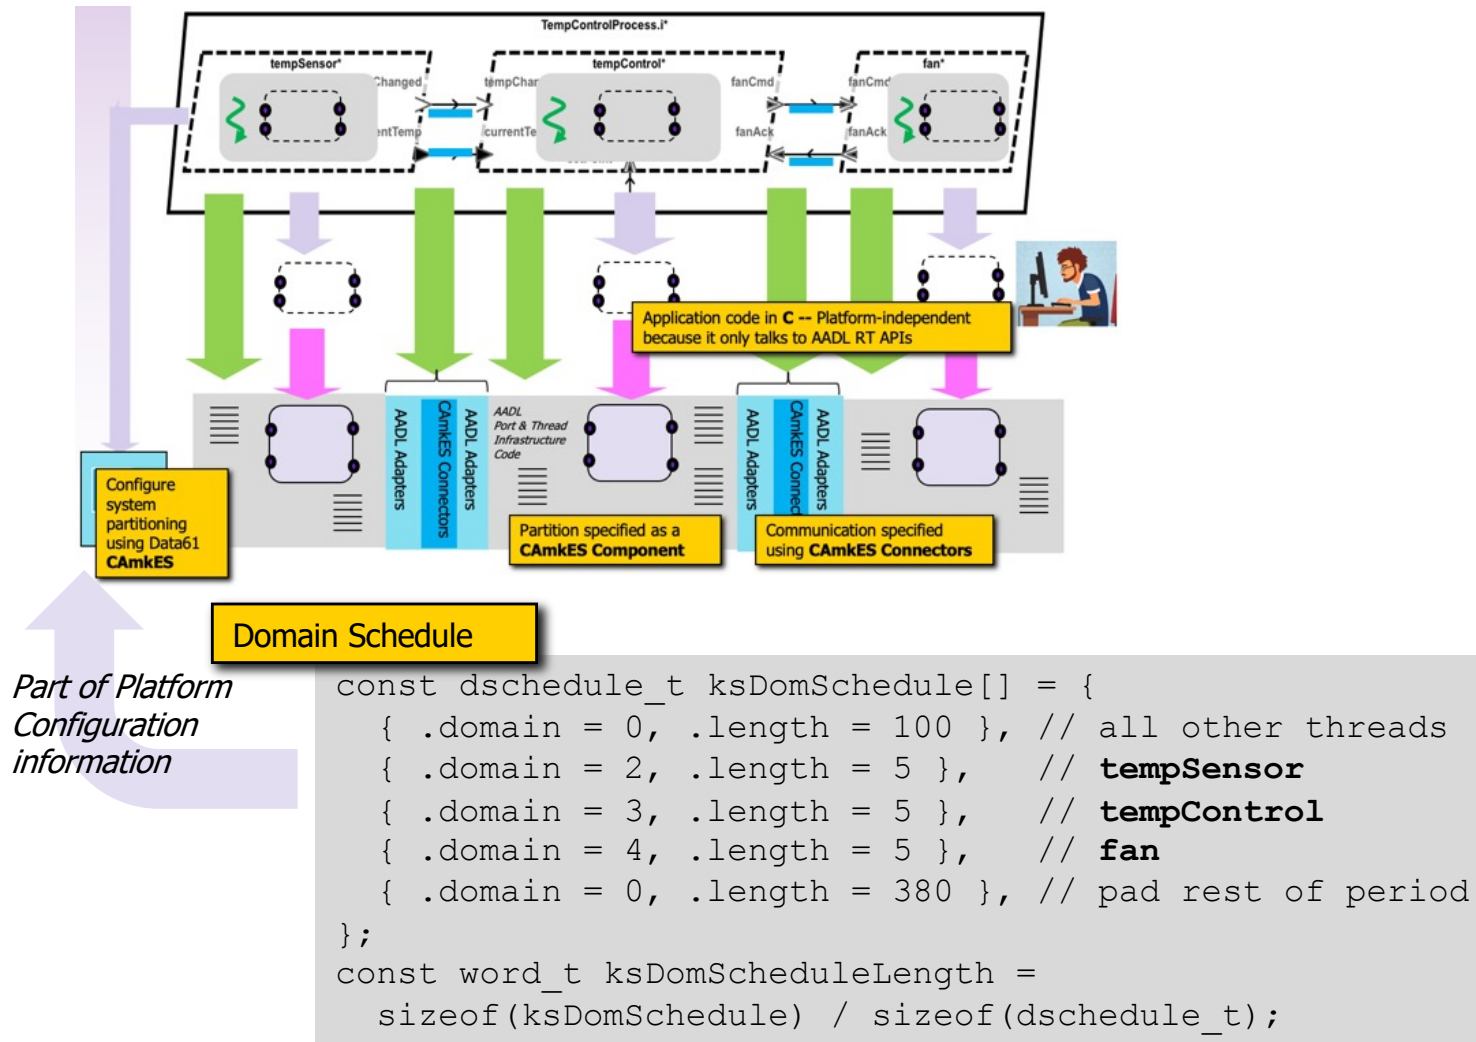 TempControlProcess.i*
tempSensor*
tempControl*
fan*
Changed
tempChan
fanCmd
fanCmd
entTemp
currentTe
fanAck
fanAck
Application code in C -- Platform-independent
because it only talks to AADL RT APIs
AADL Adapters
CAmkES Connectors
AADL Adapters
AADL
Port & Thread
Infrastructure
Code
AADL Adapters
CAmkES Connectors
AADL Adapters
Configure
system
partitioning
using Data61
CAmkES
Partition specified as a
CAmkES Component
Communication specified
using CAmkES Connectors
Domain Schedule
Part of Platform
Configuration
information
const dschedule_t ksDomSchedule[] = {
{ .domain = 0, .length = 100 }, // all other threads
{ .domain = 2, .length = 5 }, // tempSensor
{ .domain = 3, .length = 5 }, // tempControl
{ .domain = 4, .length = 5 }, // fan
{ .domain = 0, .length = 380 }, // pad rest of period
};
const word_t ksDomScheduleLength =
sizeof(ksDomSchedule) / sizeof(dschedule_t);